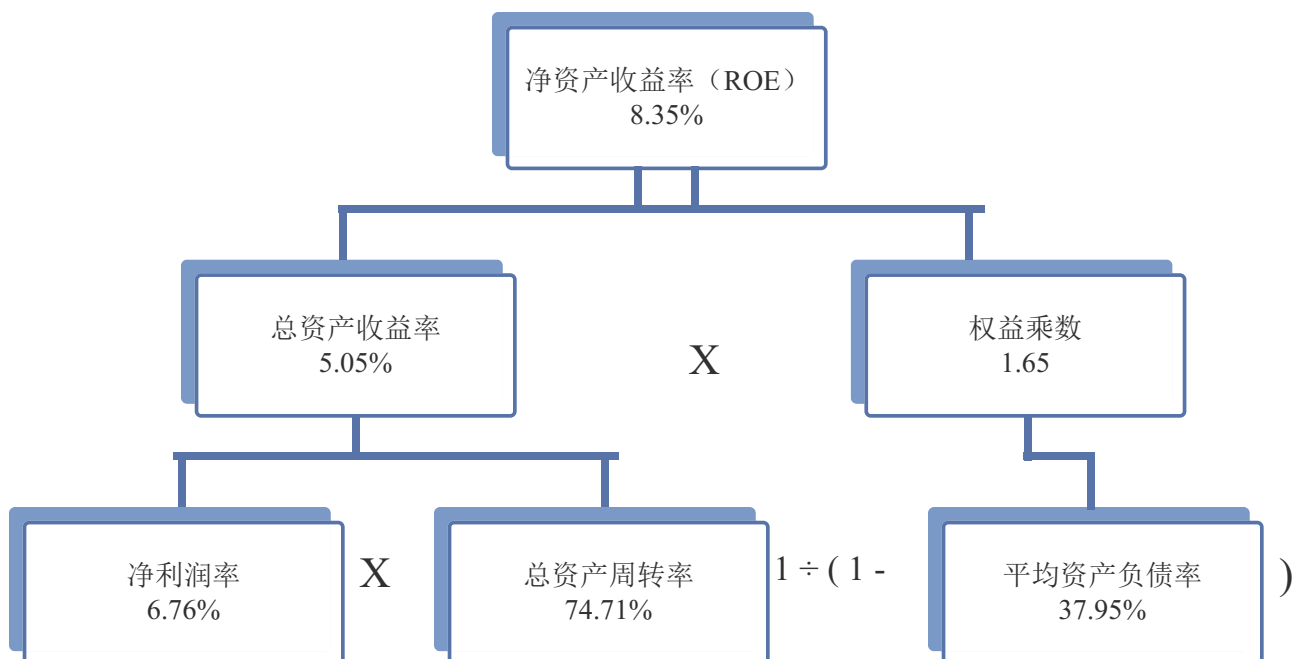 净资产收益率（ROE）
8.35%
总资产收益率
5.05%
X
权益乘数
1.65
净利润率
6.76%
X
总资产周转率
74.71%
1 ÷ ( 1 -
平均资产负债率
37.95%
)